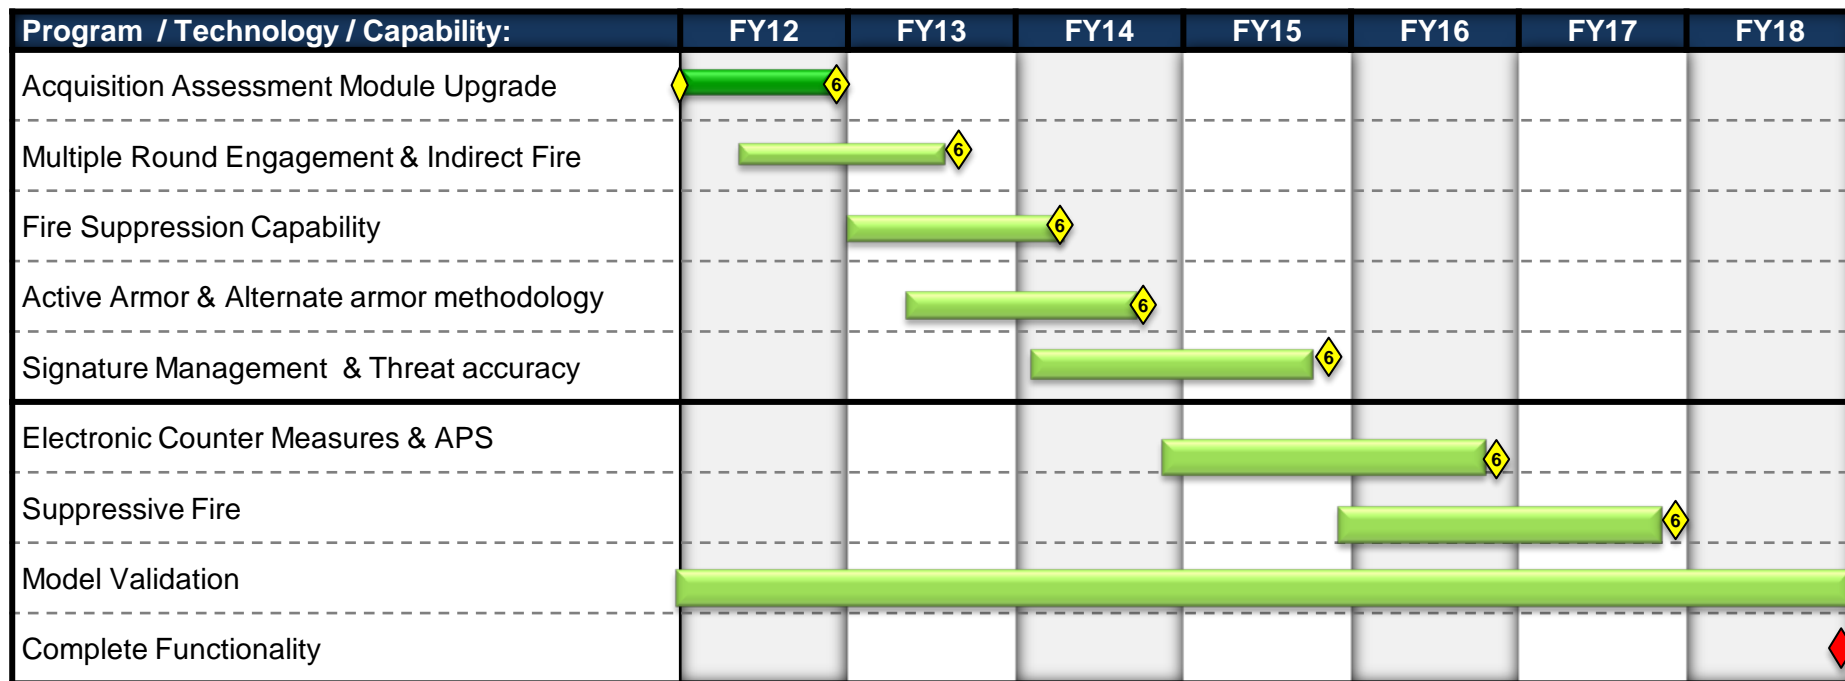 Program / Technology / Capability: FY12 FY13 FY14 FY15 FY16 FY17 FY18
Acquisition Assessment Module Upgrade 6
Multiple Round Engagement & Indirect Fire 6
Fire Suppression Capability 6
Active Armor & Alternate armor methodology 6
Signature Management & Threat accuracy 6
Electronic Counter Measures & APS 6
Suppressive Fire 6
Model Validation
Complete Functionality